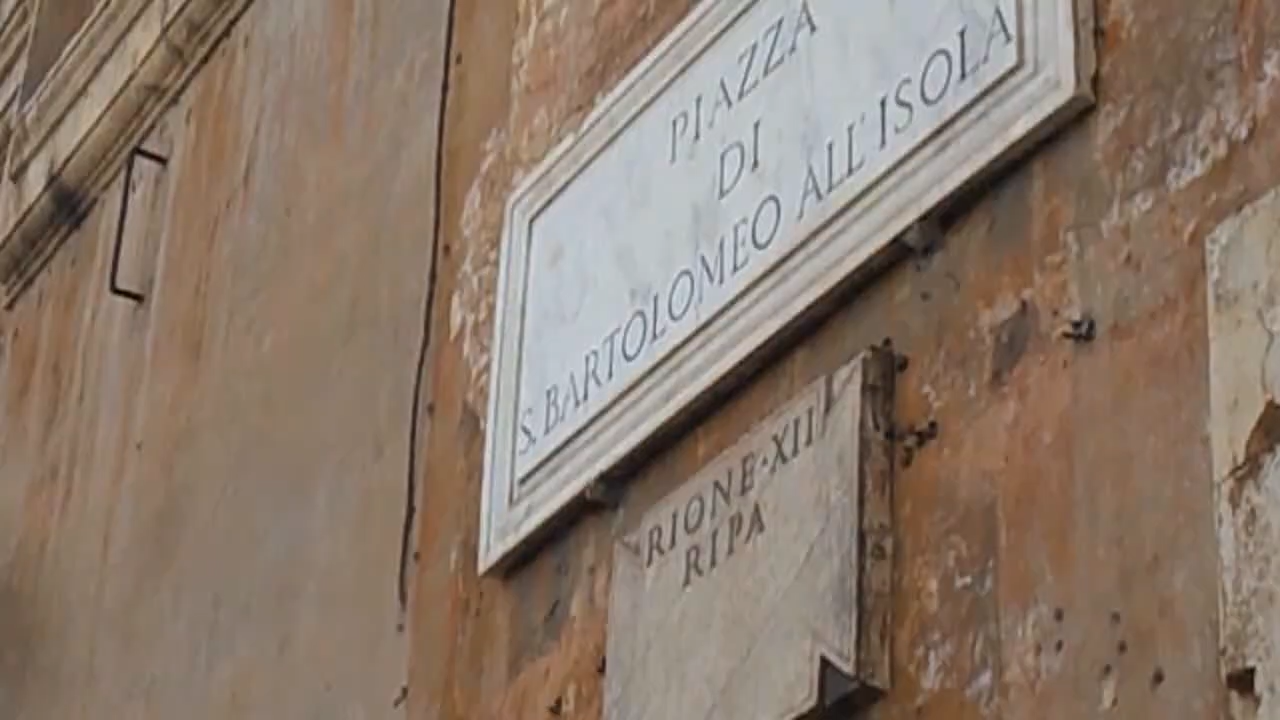 PIAZZA
DI
S. BARTOLOMEO ALL'ISOLA
RIONE·XII
RIPA